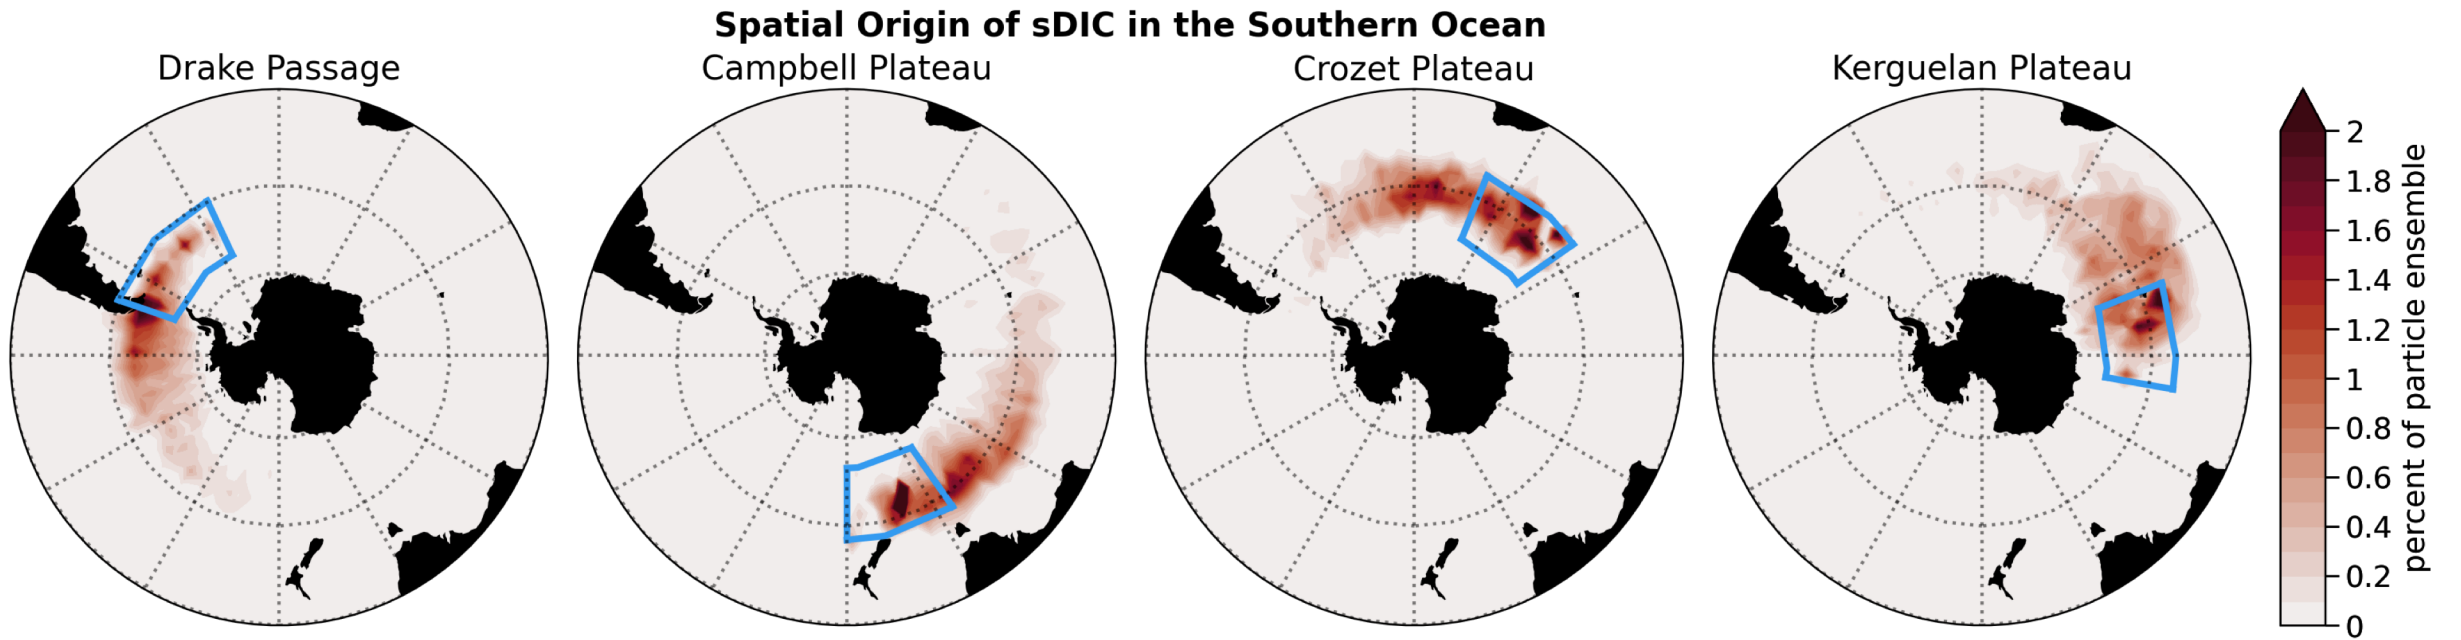 Spatial Origin of sDIC in the Southern Ocean
Drake Passage
Campbell Plateau
Crozet Plateau
Kerguelan Plateau
2
1.8
1.6
1.4
1.2
1
0.8
0.6
0.4
0.2
0
percent of particle ensemble